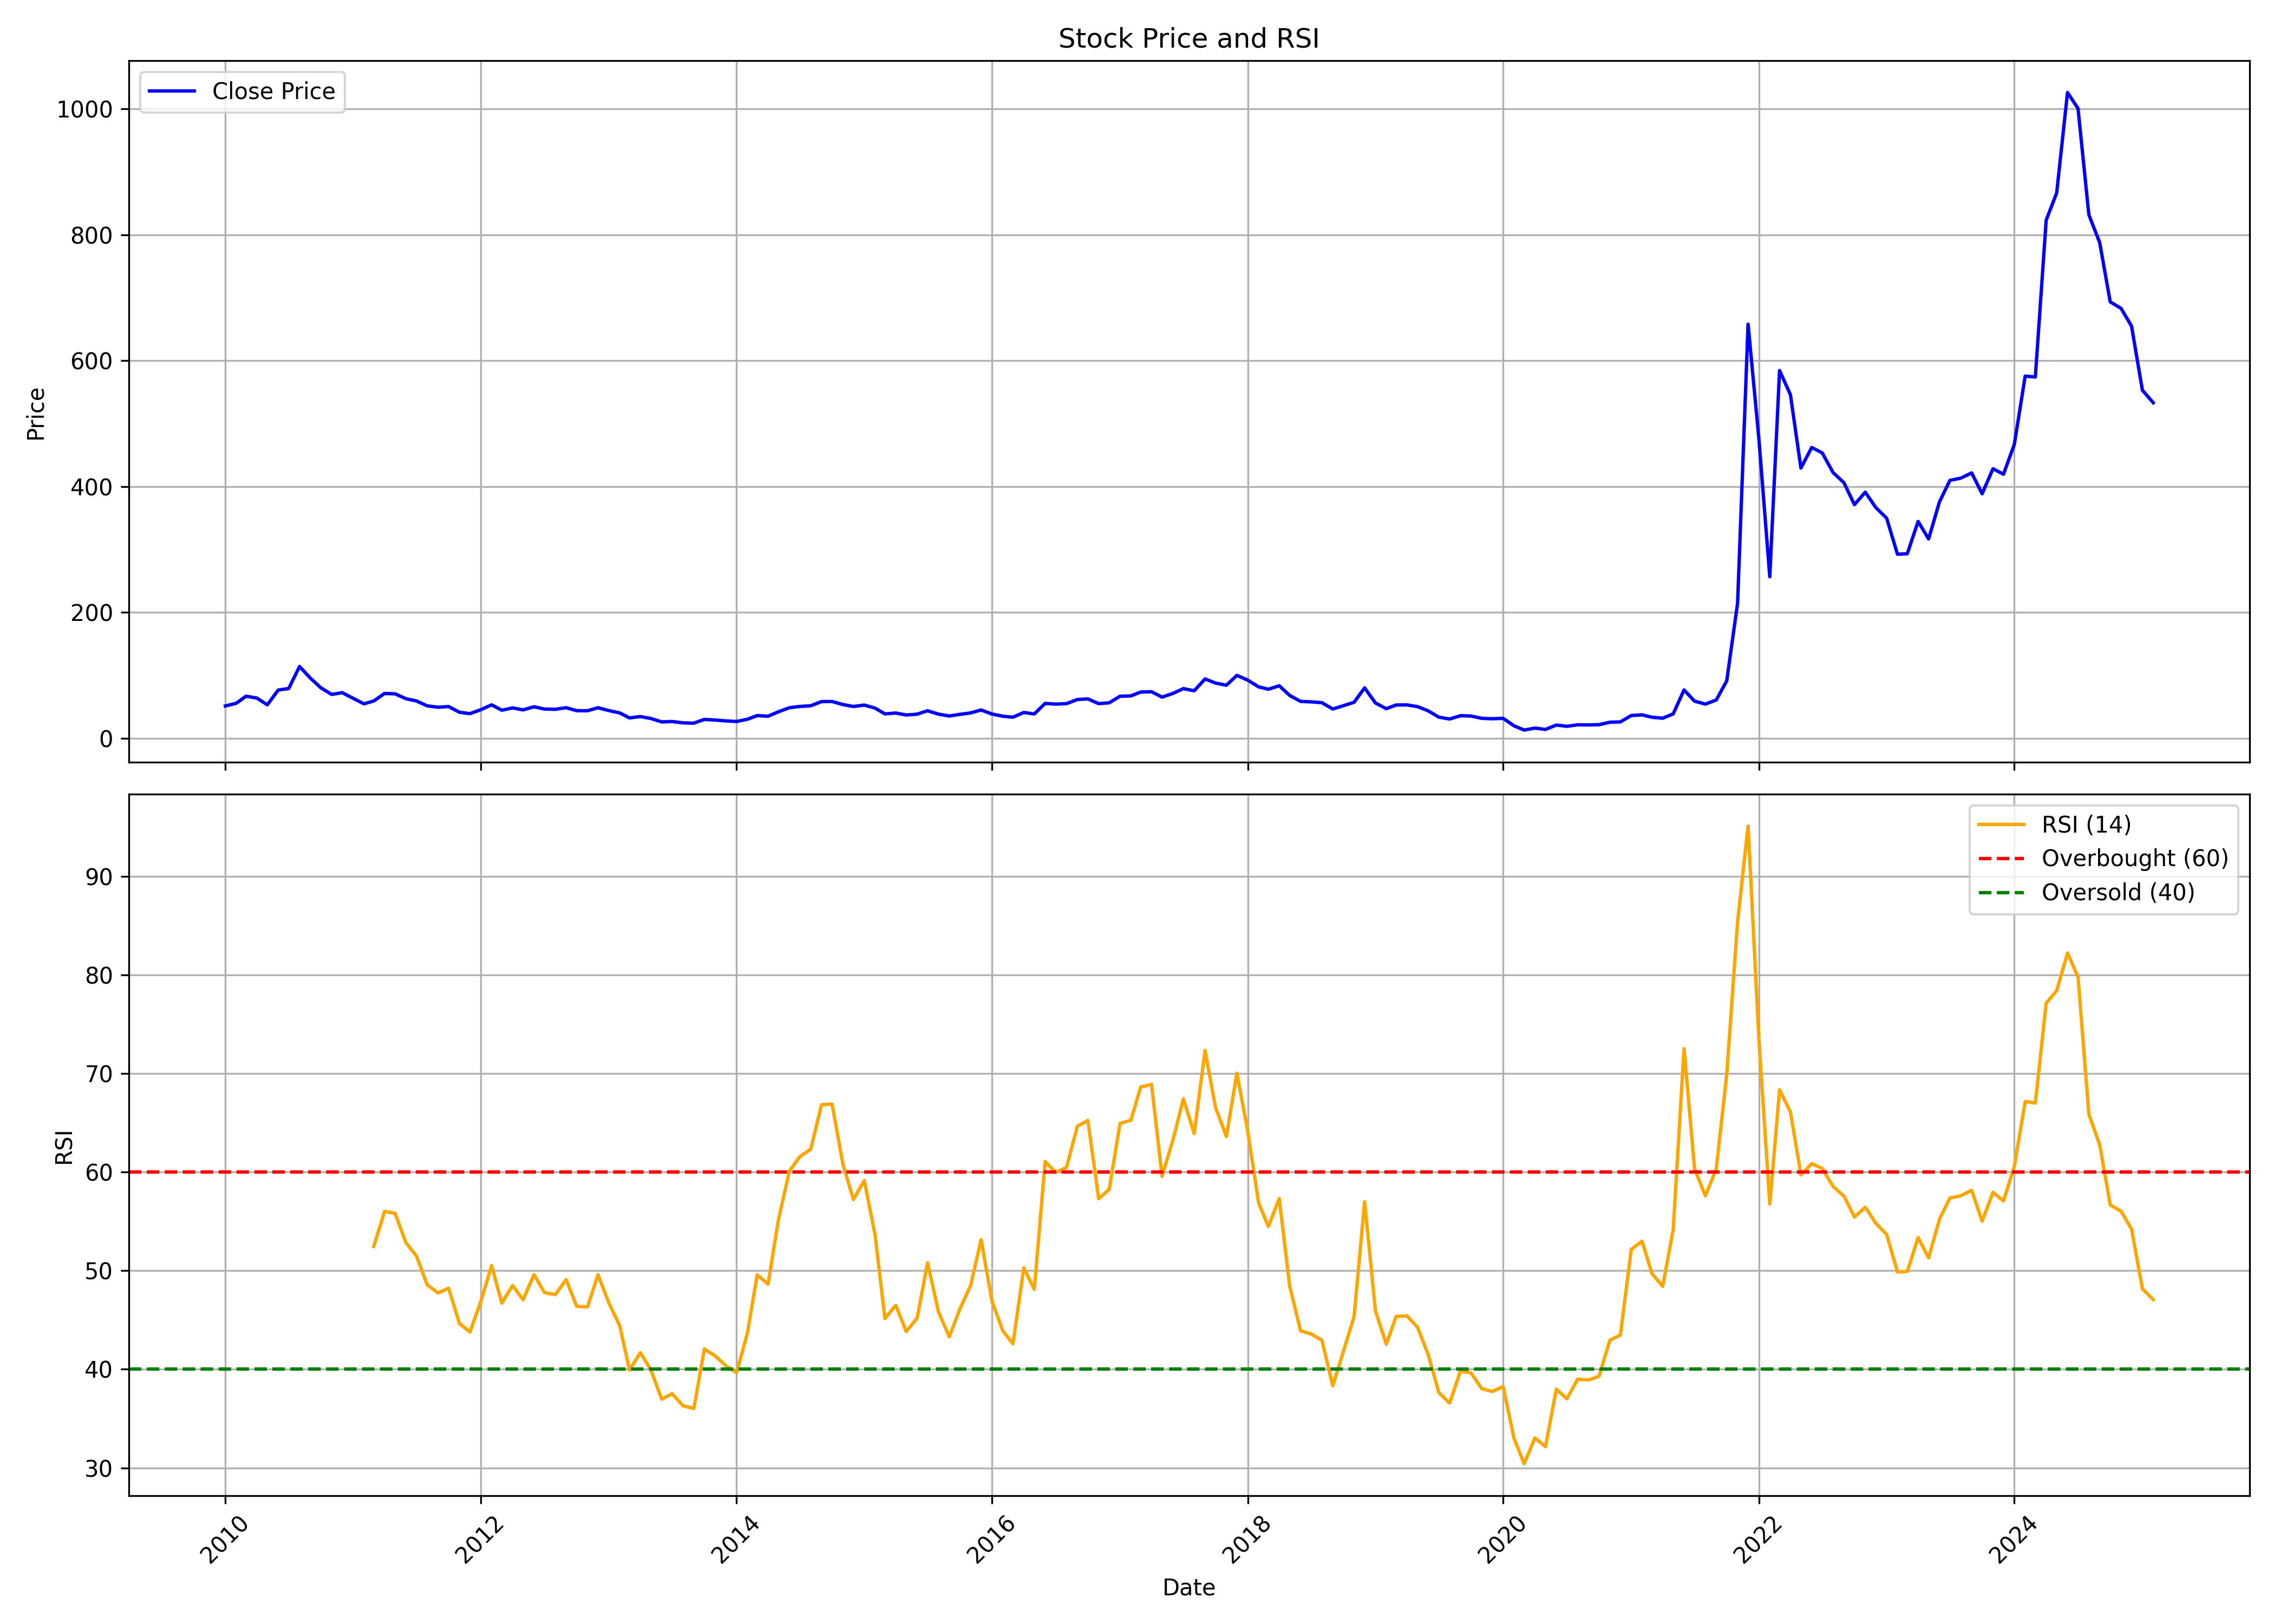 Stock Price and RSI
Close Price
1000
800
600
400
200
0
Price
RSI (14)
Overbought (60)
Oversold (40)
90
80
70
60
50
40
30
RSI
2010 2012 2014 2016 2018 2020 2022 2024
Date